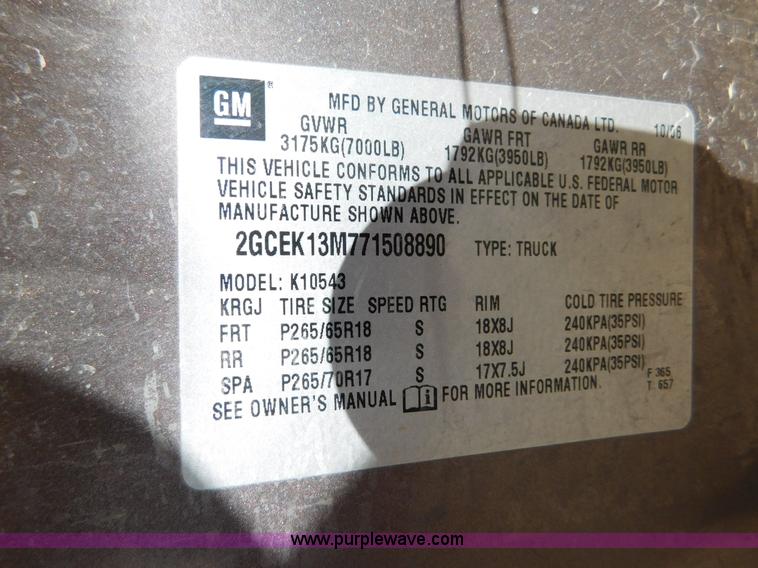 GM ® MFD BY GENERAL MOTORS OF CANADA LTD. 10/06
GVWR GAWR FRT GAWR RR
3175KG(7000LB) 1792KG(3950LB) 1792KG(3950LB)
THIS VEHICLE CONFORMS TO ALL APPLICABLE U.S. FEDERAL MOTOR
VEHICLE SAFETY STANDARDS IN EFFECT ON THE DATE OF
MANUFACTURE SHOWN ABOVE.
2GCEK13M771508890 TYPE: TRUCK
MODEL: K10543
KRGJ TIRE SIZE SPEED RTG RIM COLD TIRE PRESSURE
FRT P265/65R18 S 18X8J 240KPA(35PSI)
RR P265/65R18 S 18X8J 240KPA(35PSI)
SPA P265/70R17 S 17X7.5J 240KPA(35PSI)
SEE OWNER'S MANUAL i FOR MORE INFORMATION. F 365
T: 657
www.purplewave.com